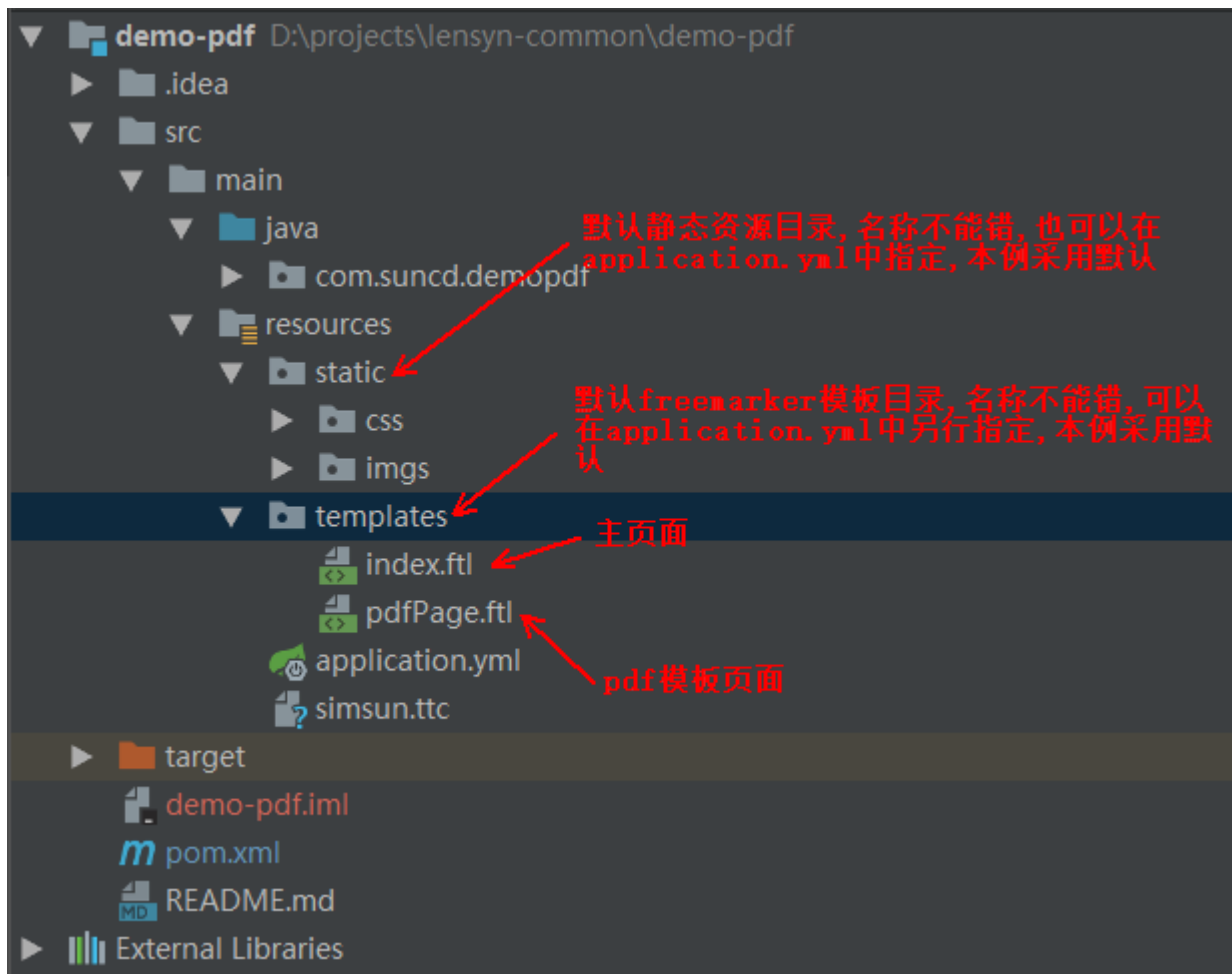 demo-pdf D:\projects\lensyn-common\demo-pdf
.idea
src
main
java
默认静态资源目录,名称不能错,也可以在
application.yml中指定,本例采用默认
com.suncd.demopdf
resources
static
默认freemarker模板目录,名称不能错,可以
在application.yml中另行指定,本例采用默
认
css
imgs
templates
主页面
index.ftl
pdfPage.ftl
application.yml
pdf模板页面
simsun.ttc
target
demo-pdf.iml
m pom.xml
MD README.md
External Libraries